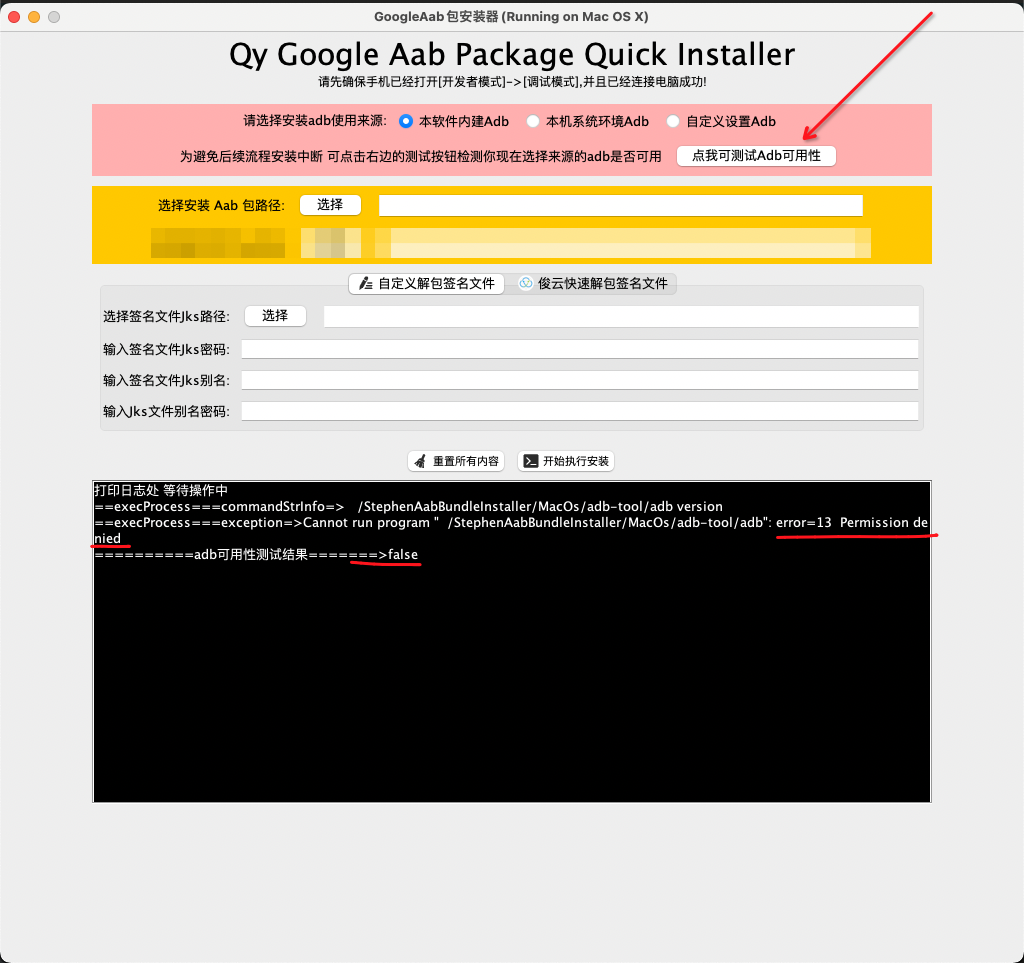 GoogleAab包安装器 (Running on Mac OS X)
Qy Google Aab Package Quick Installer
请先确保手机已经打开[开发者模式]->[调试模式],并且已经连接电脑成功!
请选择安装adb使用来源: 本软件内建Adb 本机系统环境Adb 自定义设置Adb
为避免后续流程安装中断 可点击右边的测试按钮检测你现在选择来源的adb是否可用 点我可测试Adb可用性
选择安装 Aab 包路径: 选择
自定义解包签名文件 俊云快速解包签名文件
选择签名文件Jks路径: 选择
输入签名文件Jks密码:
输入签名文件Jks别名:
输入Jks文件别名密码:
重置所有内容 开始执行安装
打印日志处 等待操作中
==execProcess===commandStrInfo=> /StephenAabBundleInstaller/MacOs/adb-tool/adb version
==execProcess===exception=>Cannot run program " /StephenAabBundleInstaller/MacOs/adb-tool/adb": error=13 Permission de
nied
==========adb可用性测试结果=======>false